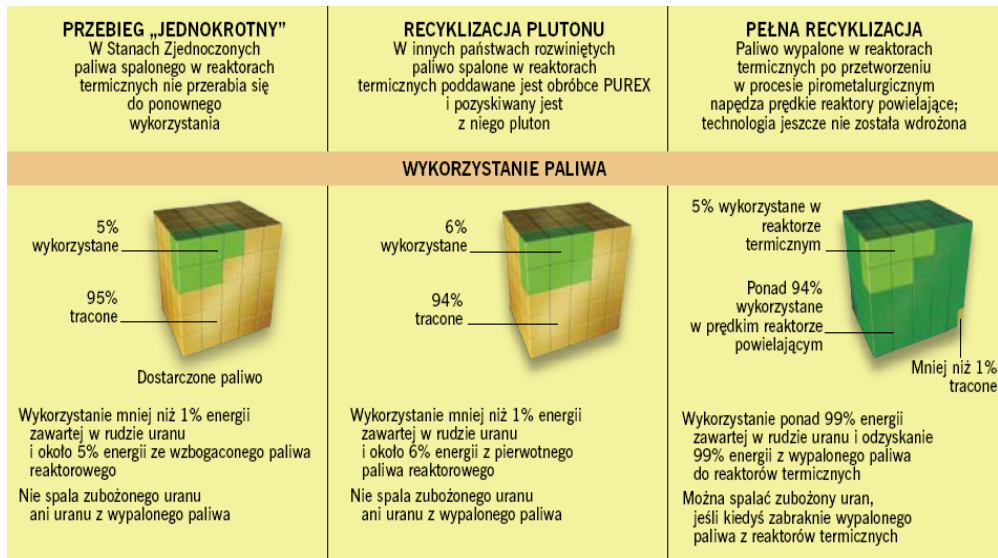 PRZEBIEG „JEDNOKROTNY”
W Stanach Zjednoczonych
paliwa spalonego w reaktorach
termicznych nie przerabia się
do ponownego
wykorzystania
RECYKLIZACJA PLUTONU
W innych państwach rozwiniętych
paliwo spalone w reaktorach
termicznych poddawane jest obróbce PUREX
i pozyskiwany jest
z niego pluton
PEŁNA RECYKLIZACJA
Paliwo wypalone w reaktorach
termicznych po przetworzeniu
w procesie pirometalurgicznym
napędza prędkie reaktory powielające;
technologia jeszcze nie została wdrożona
WYKORZYSTANIE PALIWA
5%
wykorzystane
95%
tracone
Dostarczone paliwo
Wykorzystanie mniej niż 1% energii
zawartej w rudzie uranu
i około 5% energii ze wzbogaconego paliwa
reaktorowego
Nie spala zubożonego uranu
ani uranu z wypalonego paliwa
6%
wykorzystane
94%
tracone
Wykorzystanie mniej niż 1% energii
zawartej w rudzie uranu
i około 6% energii z pierwotnego
paliwa reaktorowego
Nie spala zubożonego uranu
ani uranu z wypalonego paliwa
5% wykorzystane w
reaktorze
termicznym
Ponad 94%
wykorzystane
w prędkim reaktorze
powielającym
Mniej niż 1%
tracone
Wykorzystanie ponad 99% energii
zawartej w rudzie uranu i odzyskanie
99% energii z wypalonego paliwa
do reaktorów termicznych
Można spalać zubożony uran,
jeśli kiedyś zabraknie wypalonego
paliwa z reaktorów termicznych